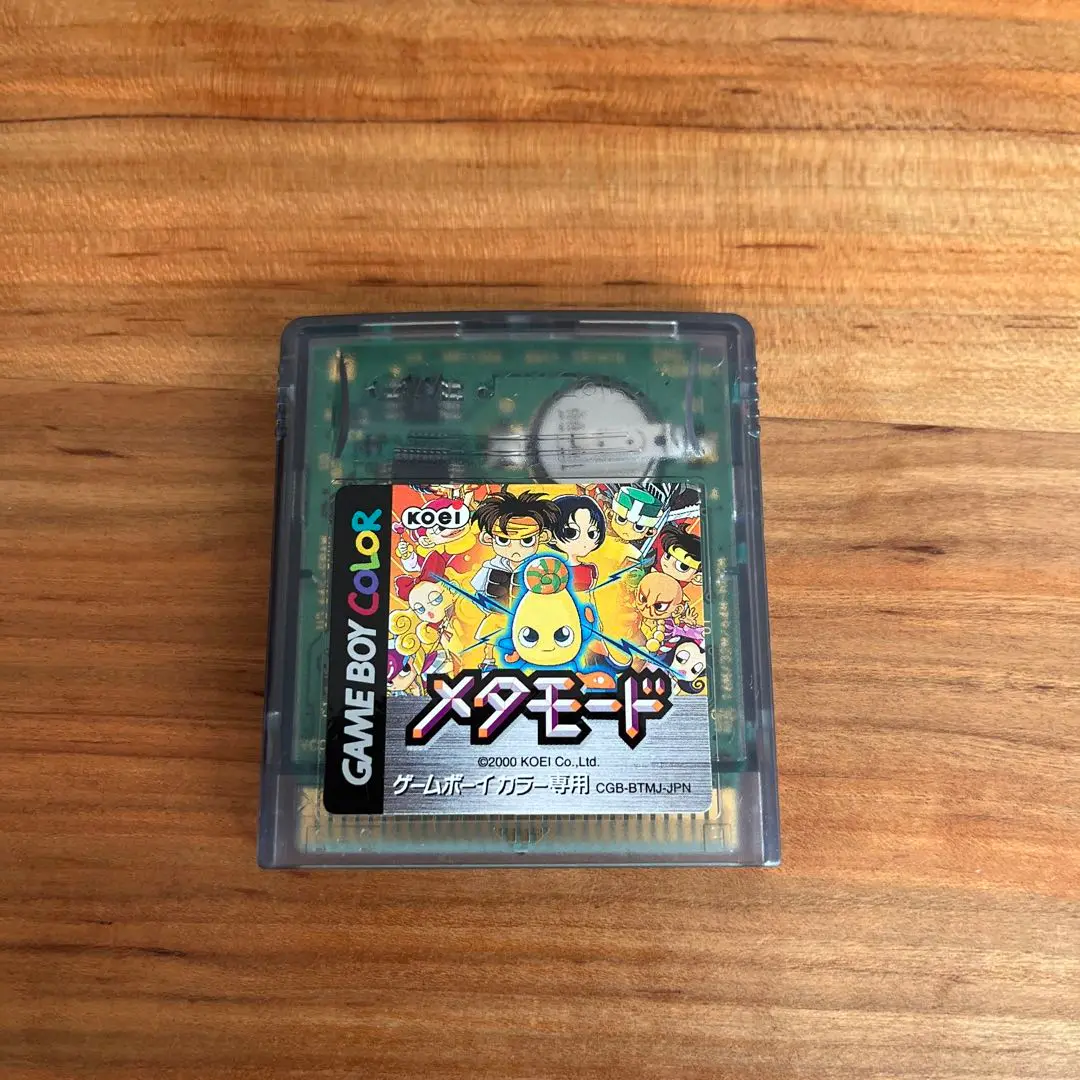 GAME BOY COLOR
KOEI
メタモード
©2000 KOEI Co.,Ltd.
ゲームボーイカラー専用 CGB-BTMJ-JPN